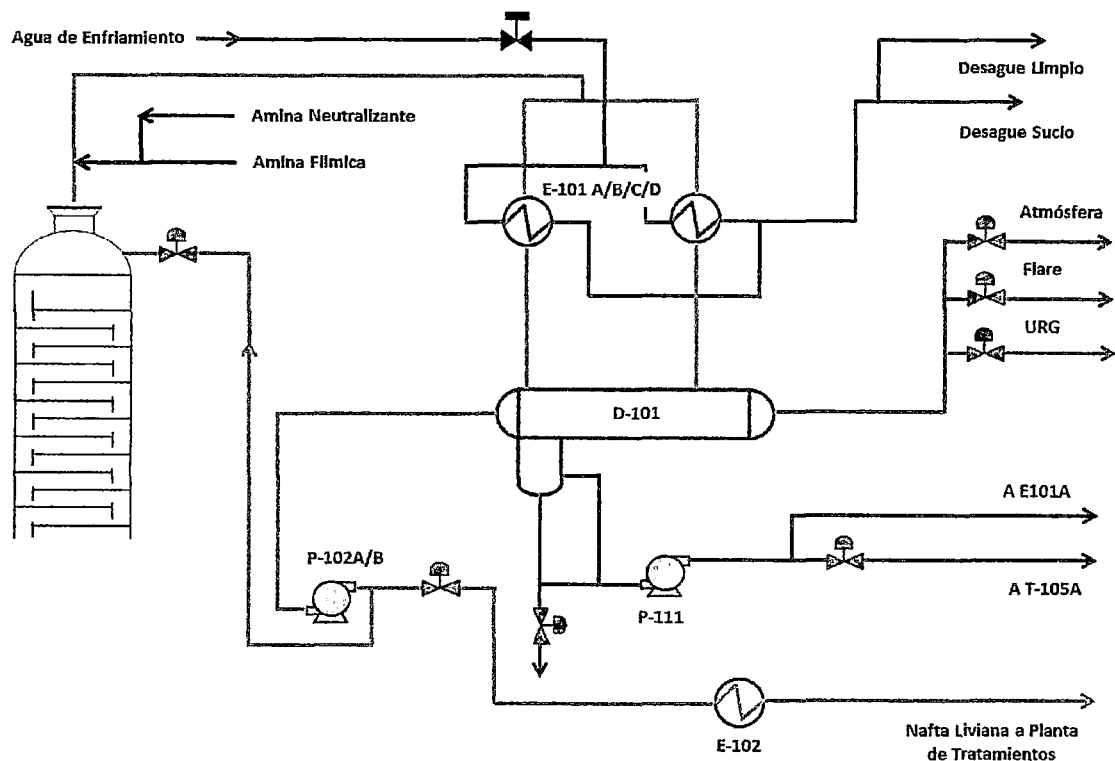 Agua de Enfriamiento
Desague Limpio
Amina Neutralizante
Desague Sucio
Amina Filmica
E-101 A/B/C/D
Atmósfera
Flare
URG
D-101
A E101A
P-102A/B
A T-105A
P-111
E-102
Nafta Liviana a Planta
de Tratamientos